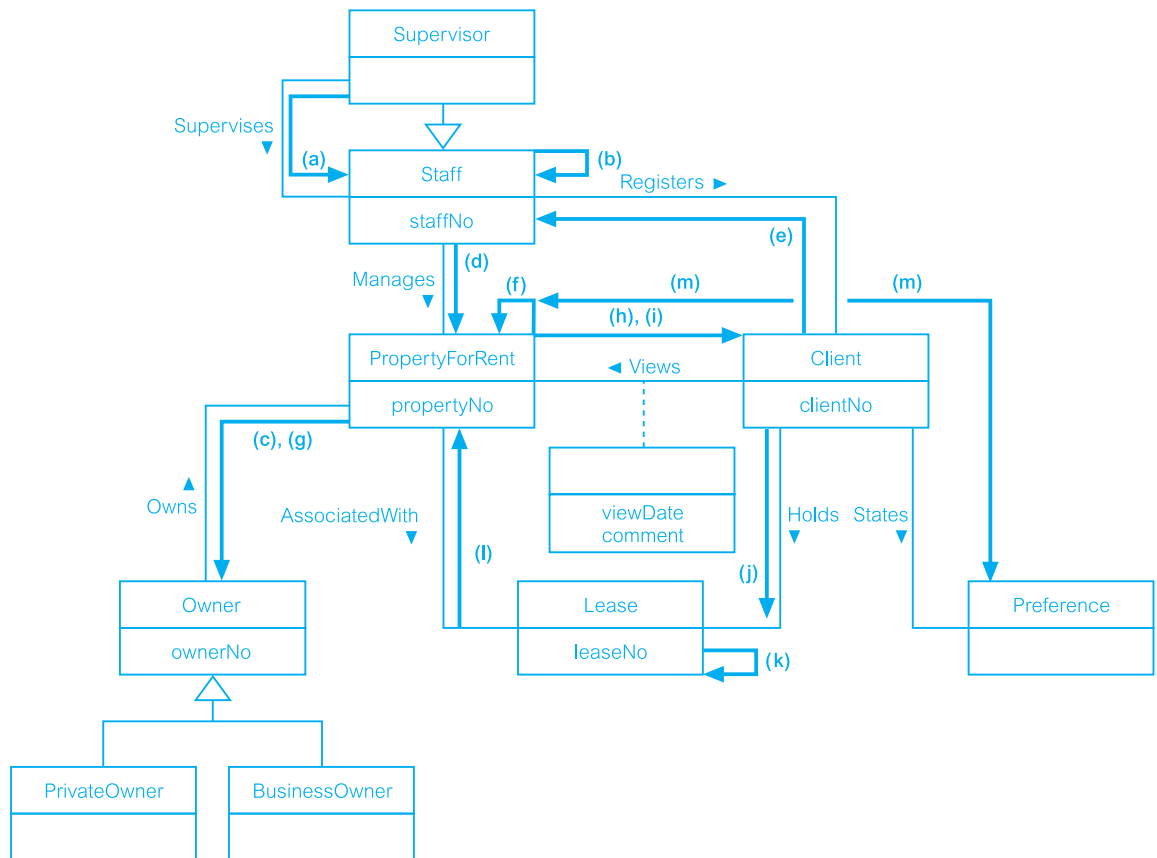 Supervisor
Supervises
▼
(a)
(b)
Staff
Registers ►
staffNo
(e)
(d)
Manages
▼
(f)
(m)
(m)
(h), (i)
PropertyForRent
Client
◄ Views
propertyNo
clientNo
(c), (g)
▲
Owns
AssociatedWith
▼
viewDate
comment
Holds
▼
States
▼
(l)
(j)
Owner
Lease
Preference
ownerNo
leaseNo
(k)
PrivateOwner
BusinessOwner